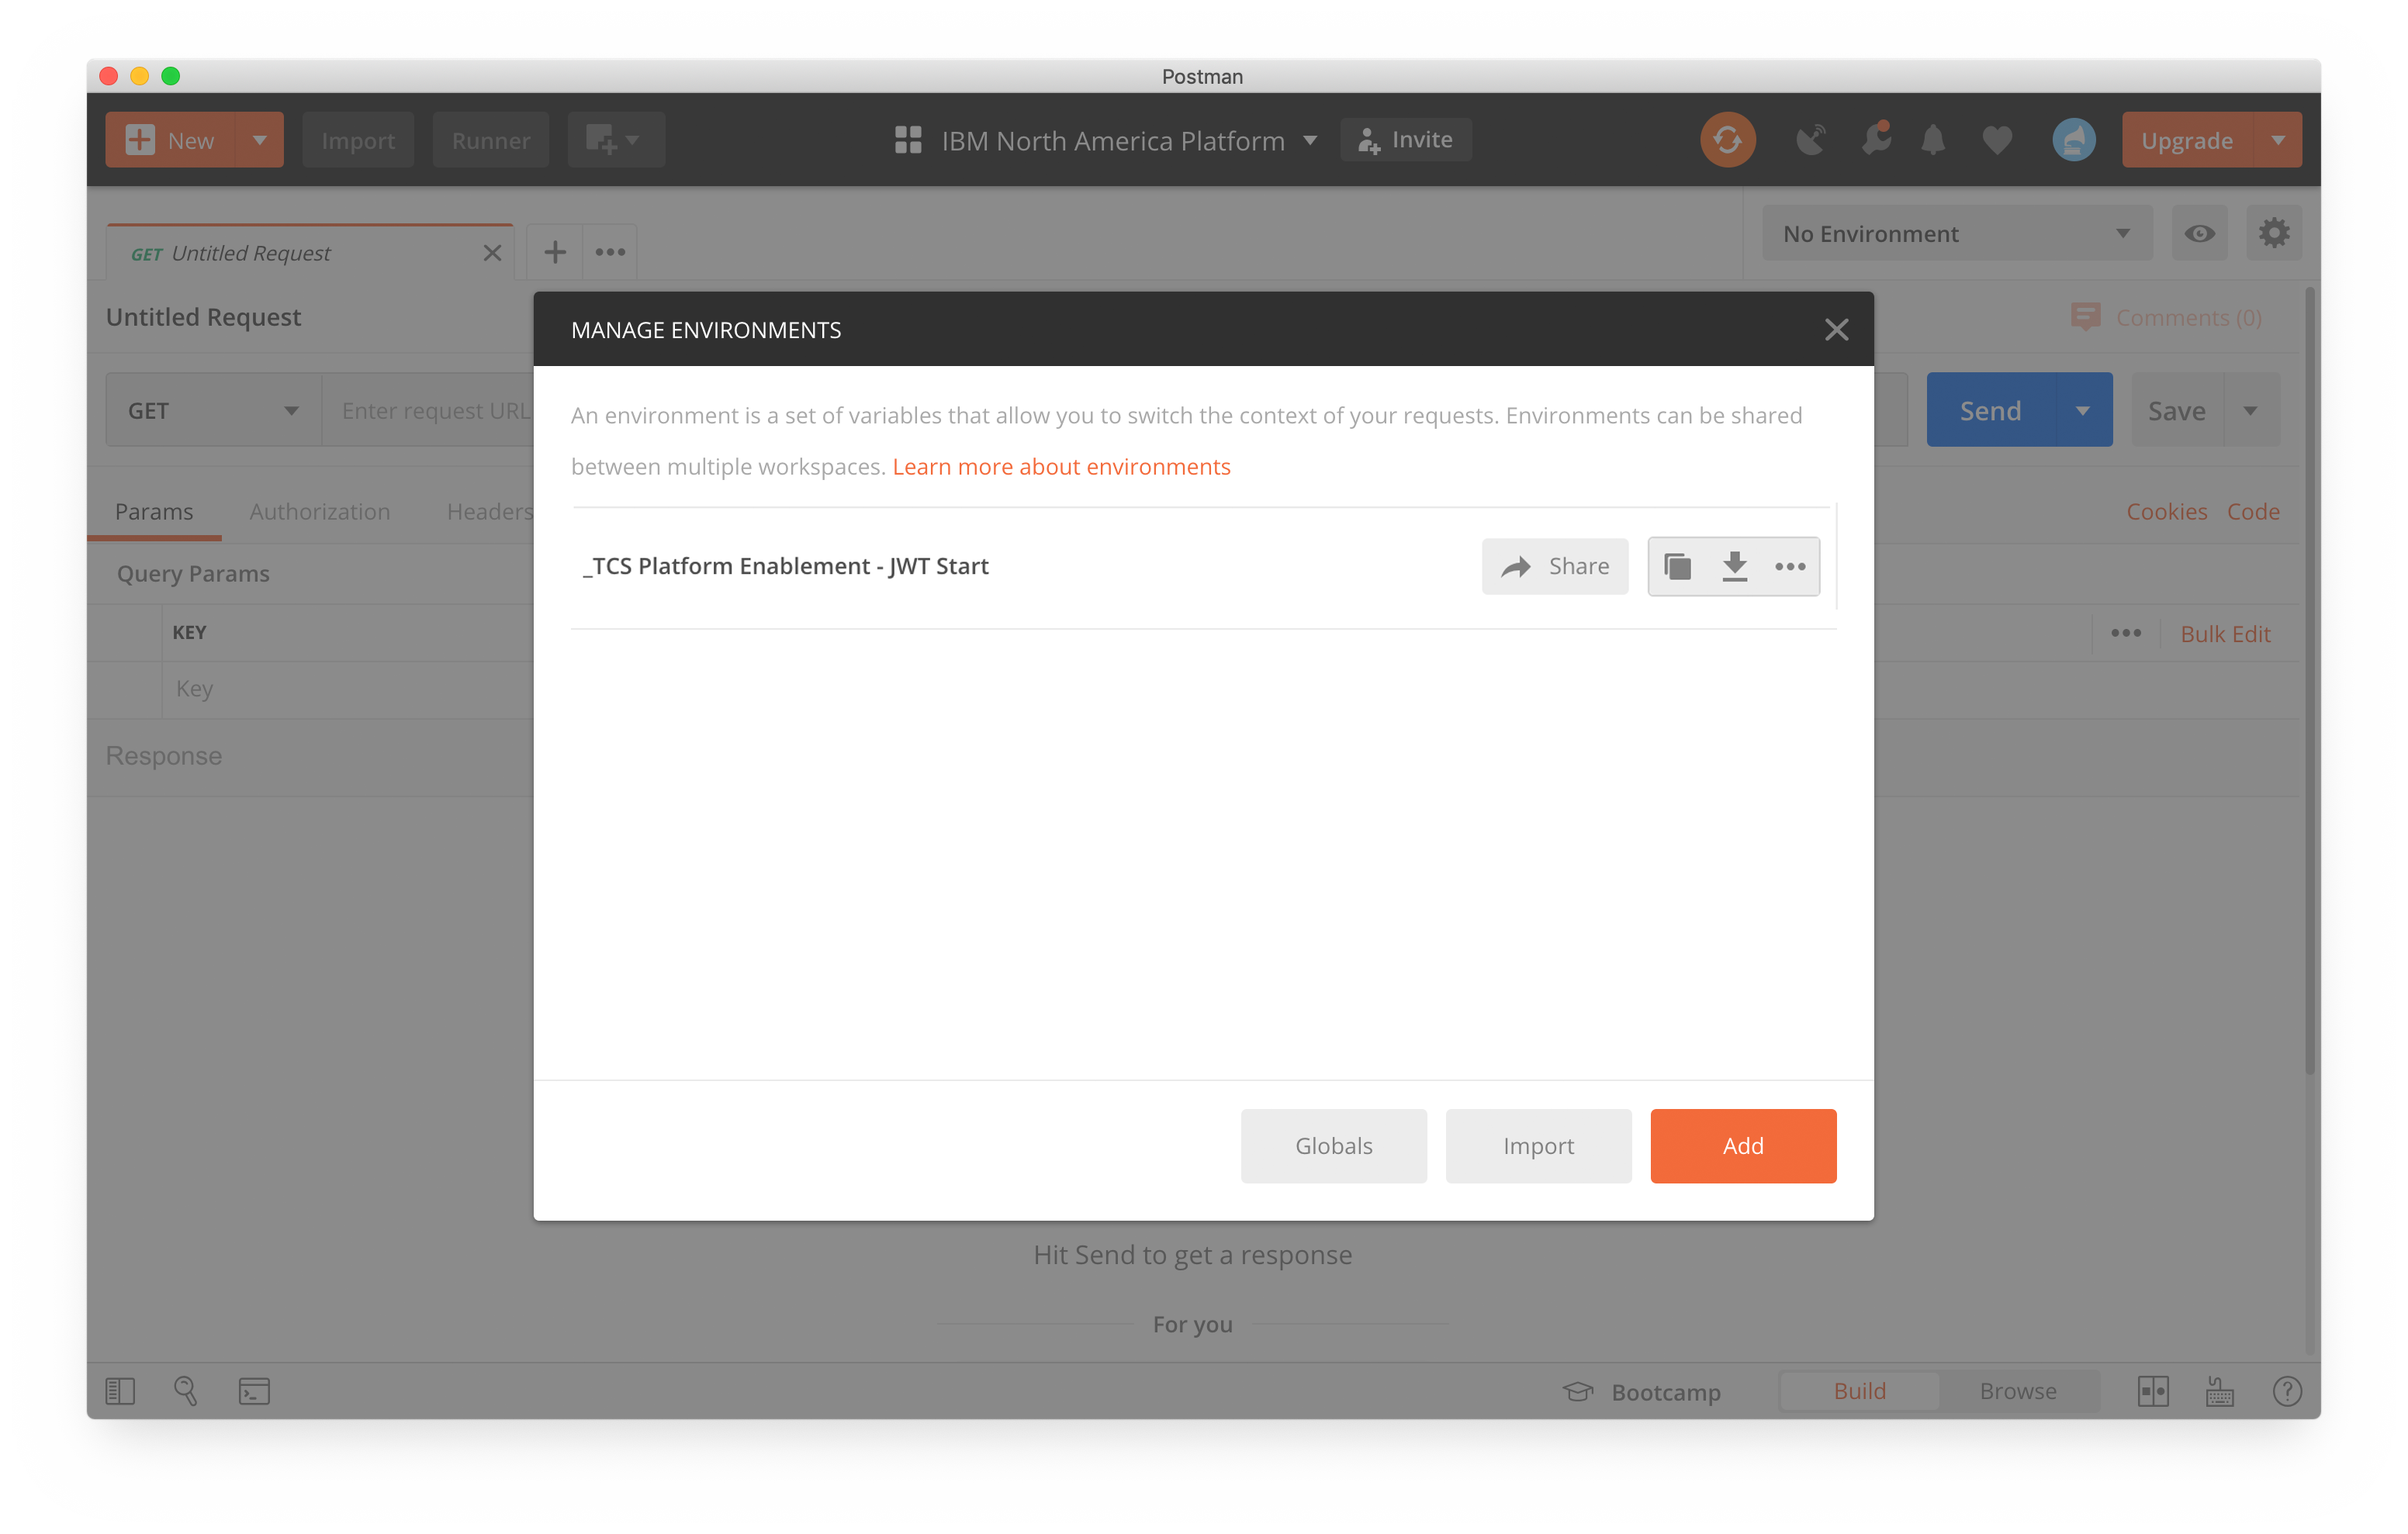 Postman
New
Import
Runner
IBM North America Platform
Invite
Upgrade
GET Untitled Request
No Environment
Untitled Request
Comments (0)
MANAGE ENVIRONMENTS
GET
Enter request URL
Send
Save
An environment is a set of variables that allow you to switch the context of your requests. Environments can be shared
between multiple workspaces. Learn more about environments
Params
Authorization
Headers
Cookies
Code
_TCS Platform Enablement - JWT Start
Share
Query Params
KEY
Bulk Edit
Key
Response
Globals
Import
Add
Hit Send to get a response
For you
Bootcamp
Build
Browse